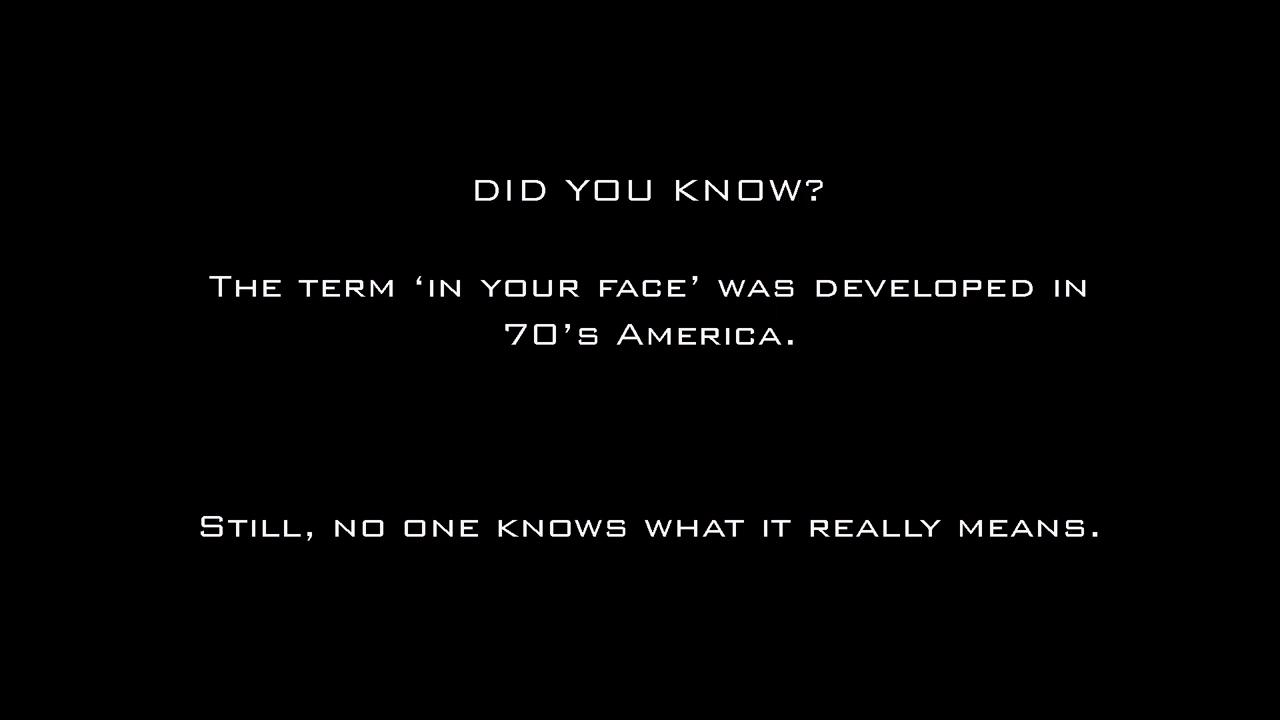 DID YOU KNOW?
The term ‘in your face’ was developed in
70’s America.
Still, no one knows what it really means.